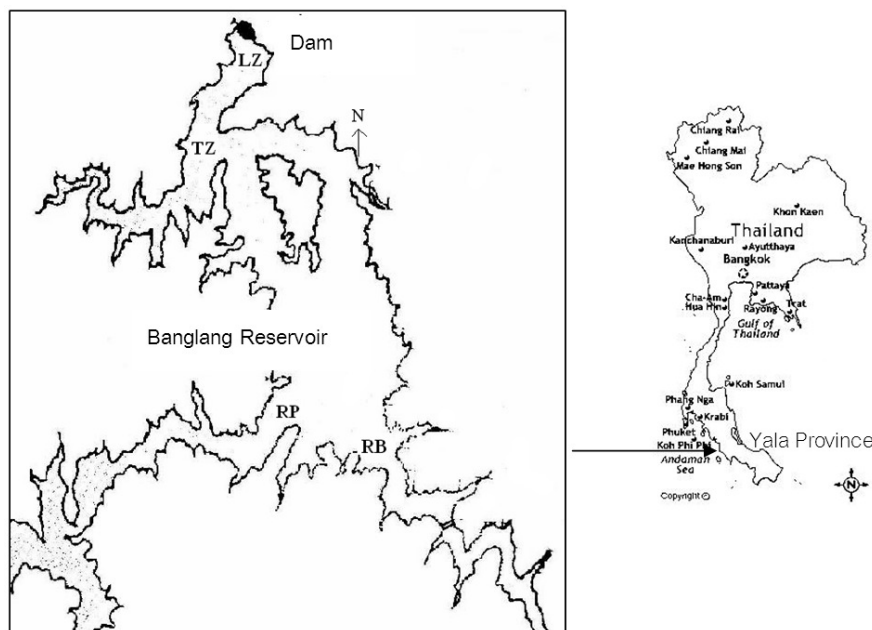 Dam
LZ
N
TZ
Banglang Reservoir
RP
RB
Chiang Rai
Chiang Mai
Mae Hong Son
Khon Kaen
Thailand
Kanchanaburi
Ayutthaya
Bangkok
Pattaya
Cha-Am
Hua Hin
Rayong
Trat
Gulf of
Thailand
Koh Samui
Phang Nga
Krabi
Phuket
Koh Phi Phi
Yala Province
Andaman
Sea
Copyright ©
N